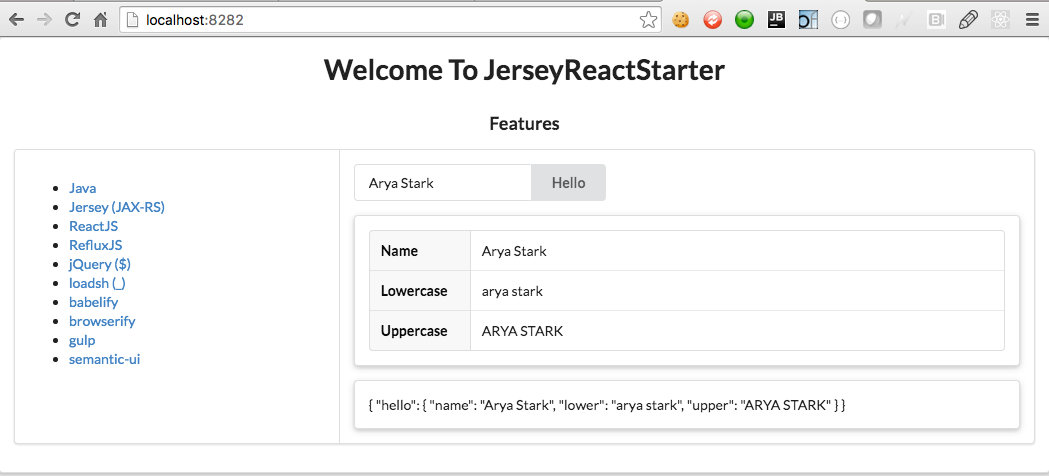 localhost:8282
JB
Welcome To JerseyReactStarter
Features
Java
Jersey (JAX-RS)
ReactJS
RefluxJS
jQuery ($)
loadsh (_)
babelify
browserify
gulp
semantic-ui
Arya Stark
Hello
Name Arya Stark
Lowercase arya stark
Uppercase ARYA STARK
{ "hello": { "name": "Arya Stark", "lower": "arya stark", "upper": "ARYA STARK" } }